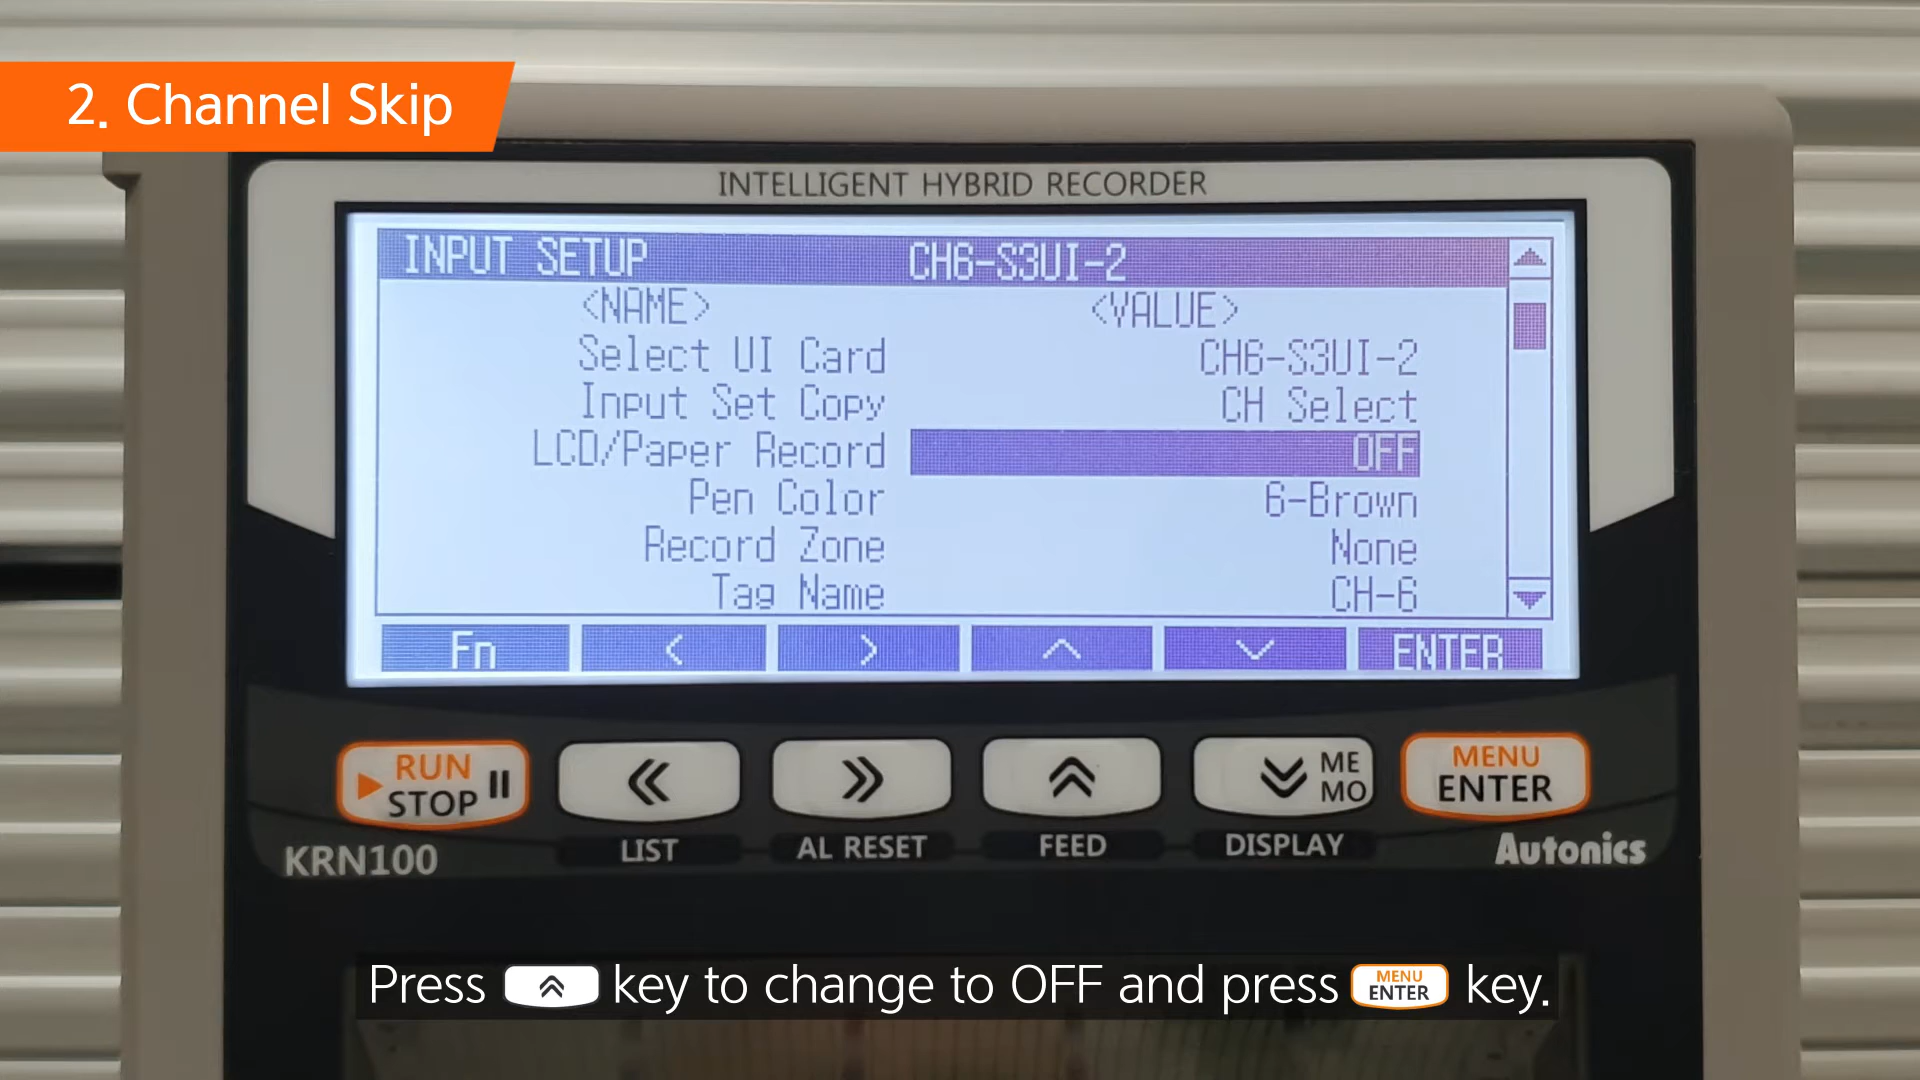 2. Channel Skip
INTELLIGENT HYBRID RECORDER
INPUT SETUP CH6-S3UI-2
<NAME> <VALUE>
Select UI Card CH6-S3UI-2
Input Set Copy CH Select
LCD/Paper Record OFF
Pen Color 6-Brown
Record Zone None
Tag Name CH-6
Fn < > ^ ˅ ENTER
RUN STOP
ME MO
MENU ENTER
LIST AL RESET FEED DISPLAY
KRN100 Autonics
Press key to change to OFF and press MENU ENTER key.